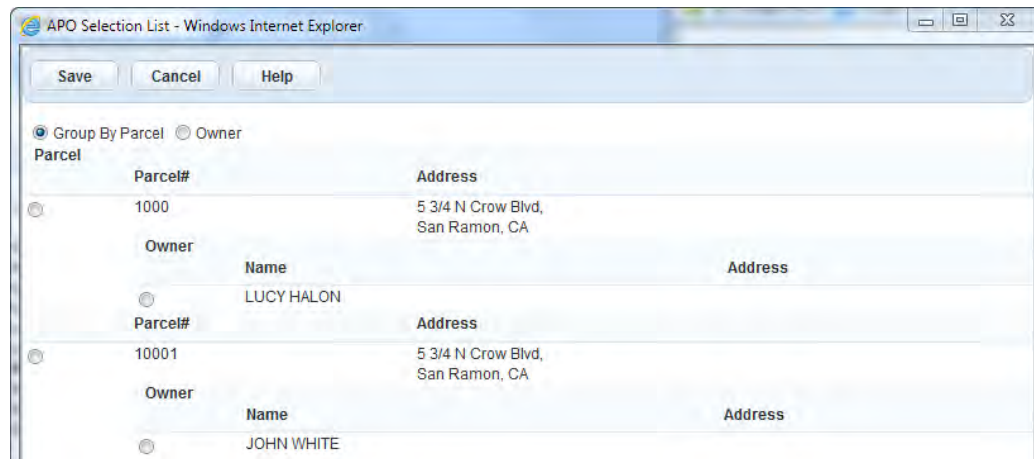 APO Selection List - Windows Internet Explorer
Save Cancel Help
Group By Parcel Owner
Parcel
Parcel# Address
1000 5 3/4 N Crow Blvd,
San Ramon, CA
Owner
Name Address
LUCY HALON
Parcel# Address
10001 5 3/4 N Crow Blvd,
San Ramon, CA
Owner
Name Address
JOHN WHITE